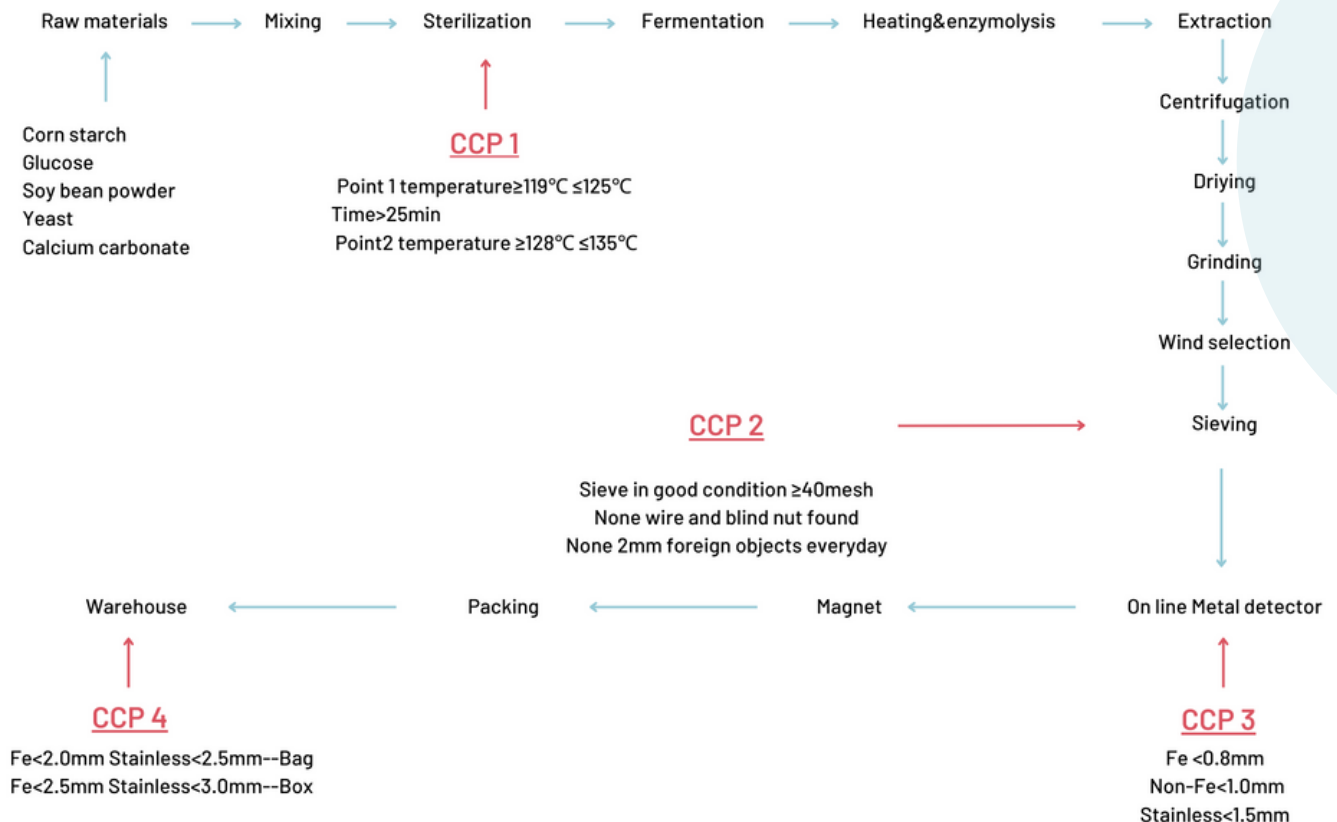 Raw materials
Mixing
Sterilization
Fermentation
Heating&enzymolysis
Extraction
Corn starch
Glucose
Soy bean powder
Yeast
Calcium carbonate
CCP 1
Point 1 temperature≥119℃ ≤125℃
Time>25min
Point2 temperature ≥128℃ ≤135℃
Centrifugation
Driying
Grinding
Wind selection
Sieving
CCP 2
Sieve in good condition ≥40mesh
None wire and blind nut found
None 2mm foreign objects everyday
On line Metal detector
Magnet
Packing
Warehouse
CCP 3
Fe <0.8mm
Non-Fe<1.0mm
Stainless<1.5mm
CCP 4
Fe<2.0mm Stainless<2.5mm--Bag
Fe<2.5mm Stainless<3.0mm--Box